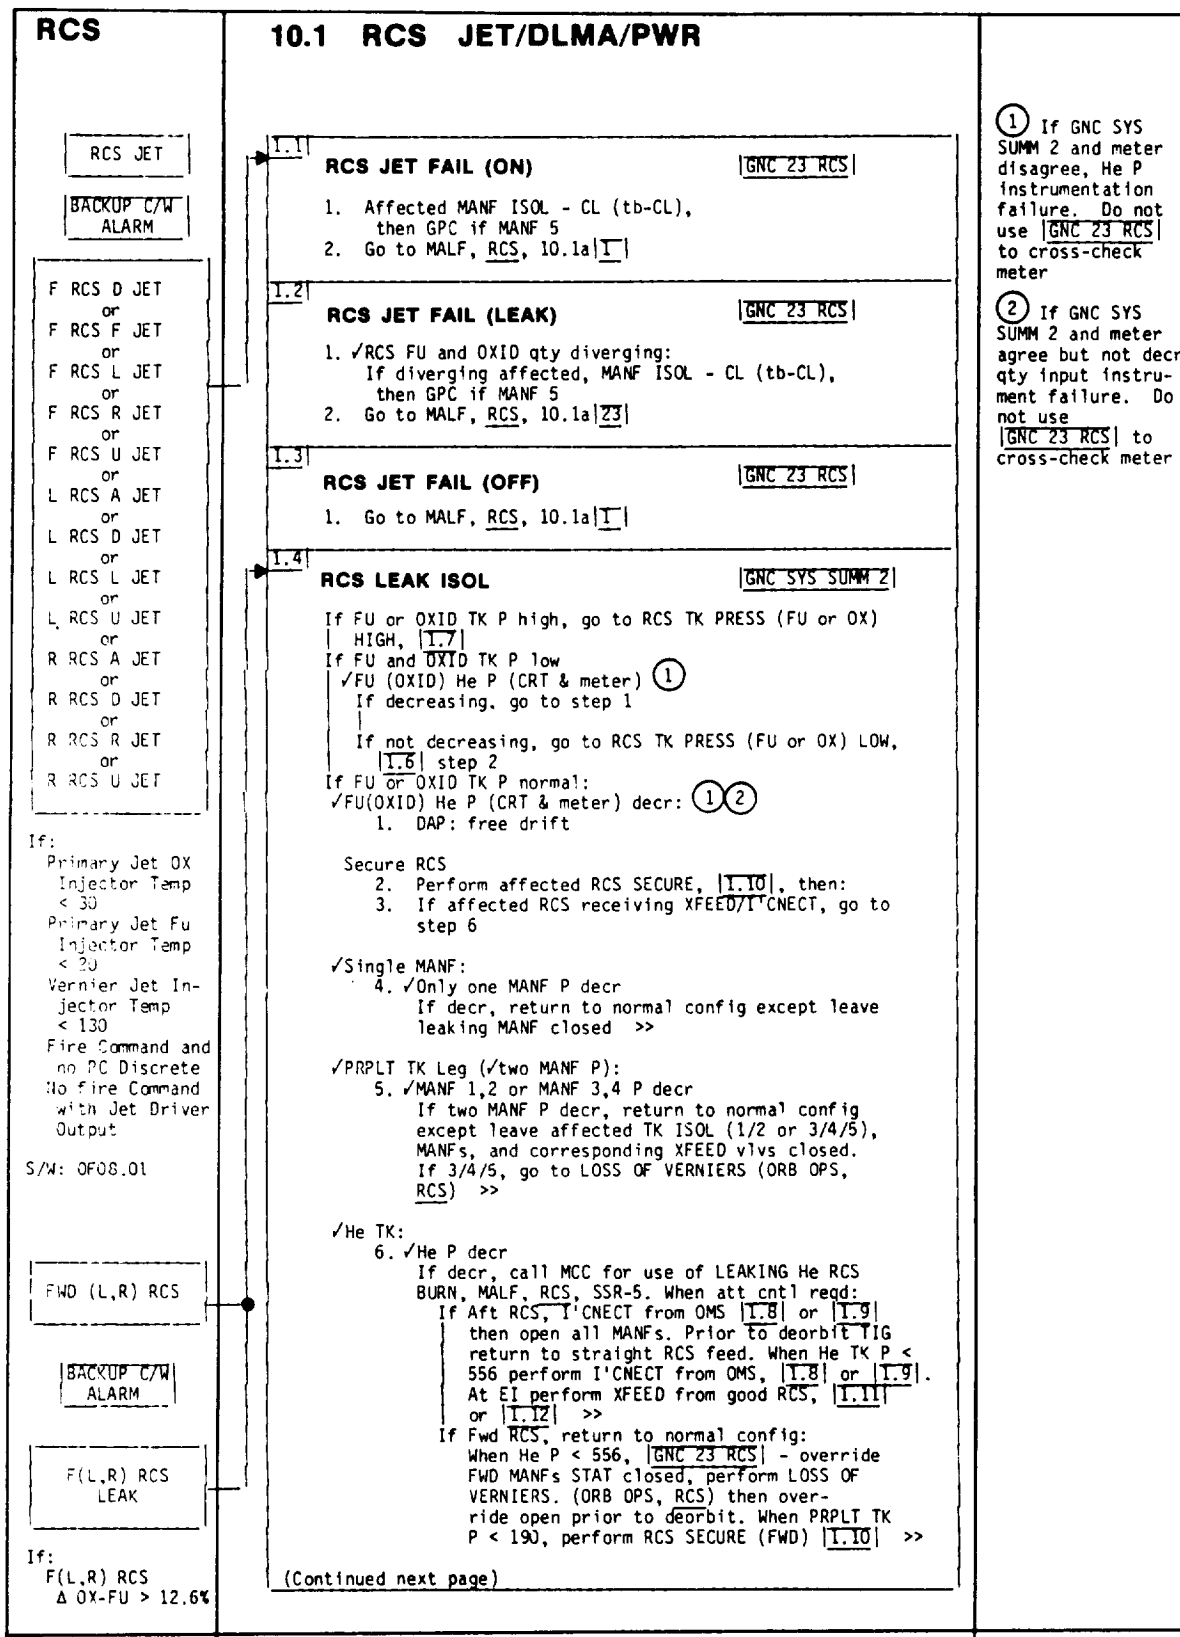 RCS
10.1 RCS JET/DLMA/PWR
RCS JET
BACKUP C/W
ALARM
F RCS D JET
or
F RCS F JET
or
F RCS L JET
or
F RCS R JET
or
F RCS U JET
or
L RCS A JET
or
L RCS D JET
or
L RCS L JET
or
L RCS U JET
or
R RCS A JET
or
R RCS D JET
or
R RCS R JET
or
R RCS U JET
If:
Primary Jet OX
Injector Temp
< 30
Primary Jet Fu
Injector Temp
< 20
Vernier Jet In-
jector Temp
< 130
Fire Command and
no PC Discrete
No fire Command
with Jet Driver
Output
S/W: OF08.01
FWD (L,R) RCS
BACKUP C/W
ALARM
F(L,R) RCS
LEAK
If:
F(L,R) RCS
Δ OX-FU > 12.6%
1.1
RCS JET FAIL (ON) GNC 23 RCS
1. Affected MANF ISOL - CL (tb-CL),
then GPC if MANF 5
2. Go to MALF, RCS, 10.1a 1
1.2
RCS JET FAIL (LEAK) GNC 23 RCS
1. ✓RCS FU and OXID qty diverging:
If diverging affected, MANF ISOL - CL (tb-CL),
then GPC if MANF 5
2. Go to MALF, RCS, 10.1a 23
1.3
RCS JET FAIL (OFF) GNC 23 RCS
1. Go to MALF, RCS, 10.1a 1
1.4
RCS LEAK ISOL GNC SYS SUMM 2
If FU or OXID TK P high, go to RCS TK PRESS (FU or OX)
HIGH, 1.7
If FU and OXID TK P low
✓FU (OXID) He P (CRT & meter) 1
If decreasing, go to step 1
If not decreasing, go to RCS TK PRESS (FU or OX) LOW,
1.6 step 2
If FU or OXID TK P normal:
✓FU(OXID) He P (CRT & meter) decr: 1 2
1. DAP: free drift
Secure RCS
2. Perform affected RCS SECURE, 1.10, then:
3. If affected RCS receiving XFEED/I'CNECT, go to
step 6
✓Single MANF:
4. ✓Only one MANF P decr
If decr, return to normal config except leave
leaking MANF closed >>
✓PRPLT TK Leg (✓two MANF P):
5. ✓MANF 1,2 or MANF 3,4 P decr
If two MANF P decr, return to normal config
except leave affected TK ISOL (1/2 or 3/4/5),
MANFs, and corresponding XFEED vlvs closed.
If 3/4/5, go to LOSS OF VERNIERS (ORB OPS,
RCS) >>
✓He TK:
6. ✓He P decr
If decr, call MCC for use of LEAKING He RCS
BURN, MALF, RCS, SSR-5. When att cntl reqd:
If Aft RCS, I'CNECT from OMS 1.8 or 1.9
then open all MANFs. Prior to deorbit TIG
return to straight RCS feed. When He TK P <
556 perform I'CNECT from OMS, 1.8 or 1.9.
At EI perform XFEED from good RCS, 1.11
or 1.12 >>
If Fwd RCS, return to normal config:
When He P < 556, GNC 23 RCS - override
FWD MANFs STAT closed, perform LOSS OF
VERNIERS. (ORB OPS, RCS) then over-
ride open prior to deorbit. When PRPLT TK
P < 190, perform RCS SECURE (FWD) 1.10 >>
(Continued next page)
1 If GNC SYS
SUMM 2 and meter
disagree, He P
instrumentation
failure. Do not
use GNC 23 RCS
to cross-check
meter
2 If GNC SYS
SUMM 2 and meter
agree but not decr
qty input instru-
ment failure. Do
not use
GNC 23 RCS to
cross-check meter